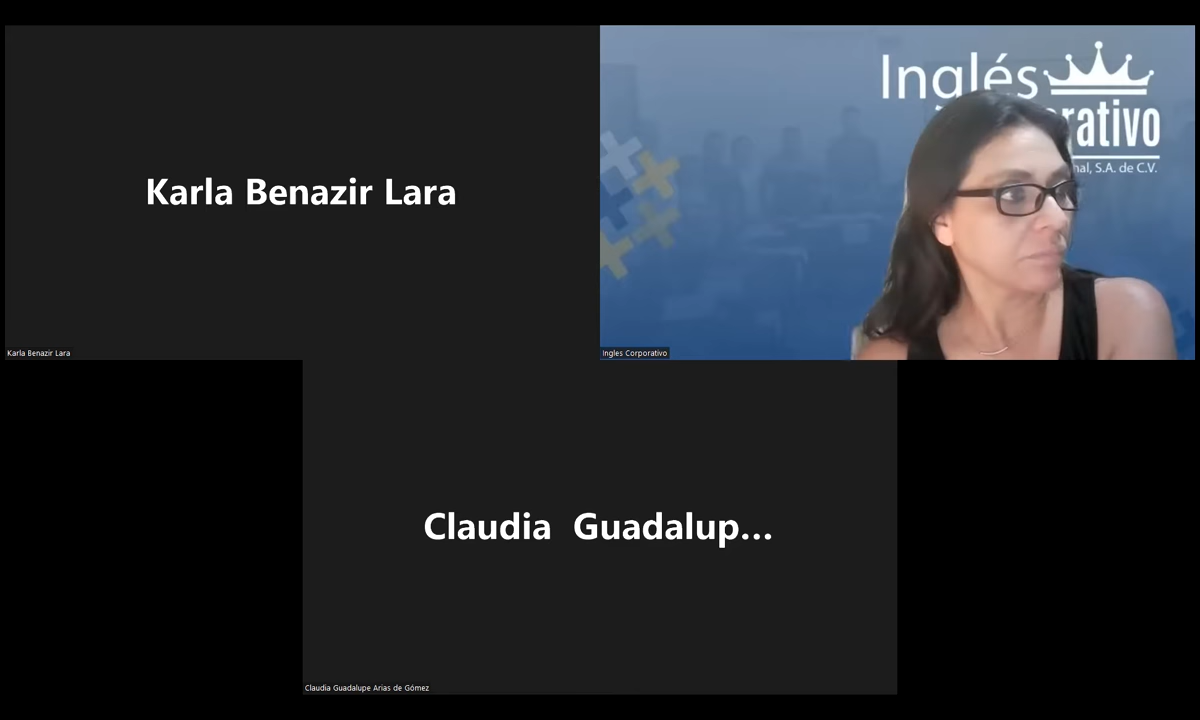 Karla Benazir Lara
Karla Benazir Lara
Inglés
rativo
nal, S.A. de C.V.
Ingles Corporativo
Claudia Guadalup...
Claudia Guadalupe Arias de Gómez